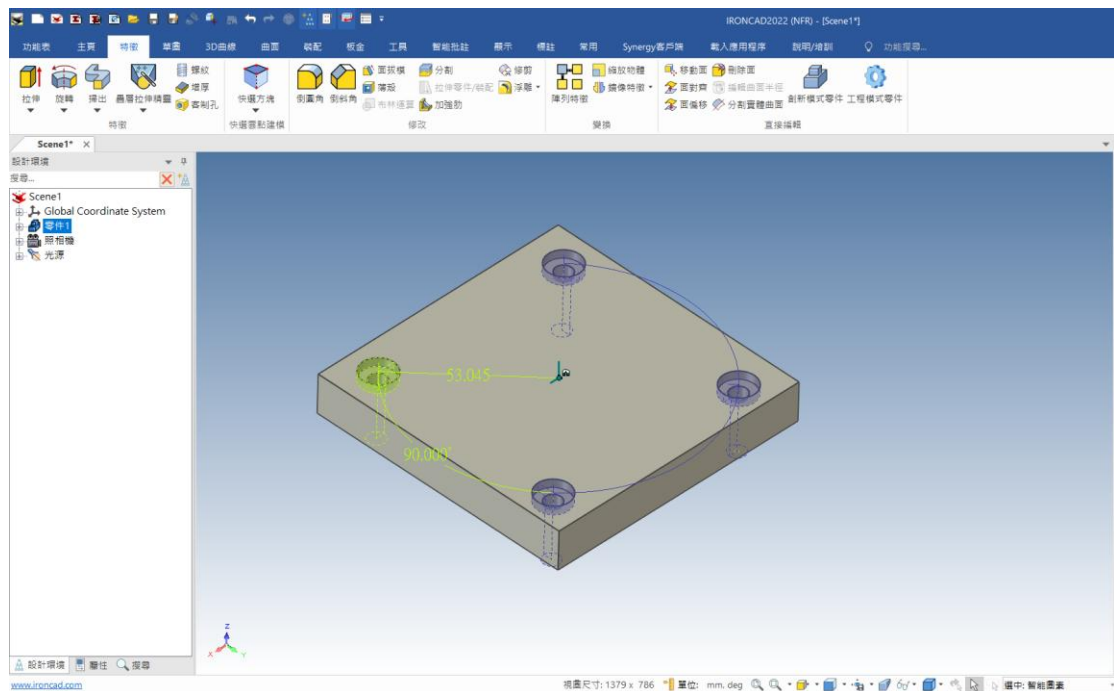 IRONCAD2022 (NFR) - [Scene1*]
功能表 主頁 特徵 草圖 3D曲線 曲面 裝配 板金 工具 智能批註 顯示 標註 常用 Synergy客戶端 載入應用程序 說明/培訓 功能搜尋...
拉伸 旋轉 掃出 疊層拉伸精靈 螺紋 增厚 客制孔
特徵
快選方塊
快選雲點建模
倒圓角 倒斜角 面拔模 薄殼 布林運算 分割 拉伸零件/裝配 加強肋 修剪 浮雕
修改
陣列特徵 縮放物體 鏡像特徵
變換
移動面 面對齊 面偏移 刪除面 編輯曲面半徑 分割實體曲面 創新模式零件 工程模式零件
直接編輯
Scene1* ×
設計環境
搜尋...
Scene1
Global Coordinate System
零件1
照相機
光源
53.045
90.000°
Z
X
Y
設計環境 屬性 搜尋
www.ironcad.com 視圖尺寸: 1379 x 786 單位: mm, deg 選中: 智能圖素